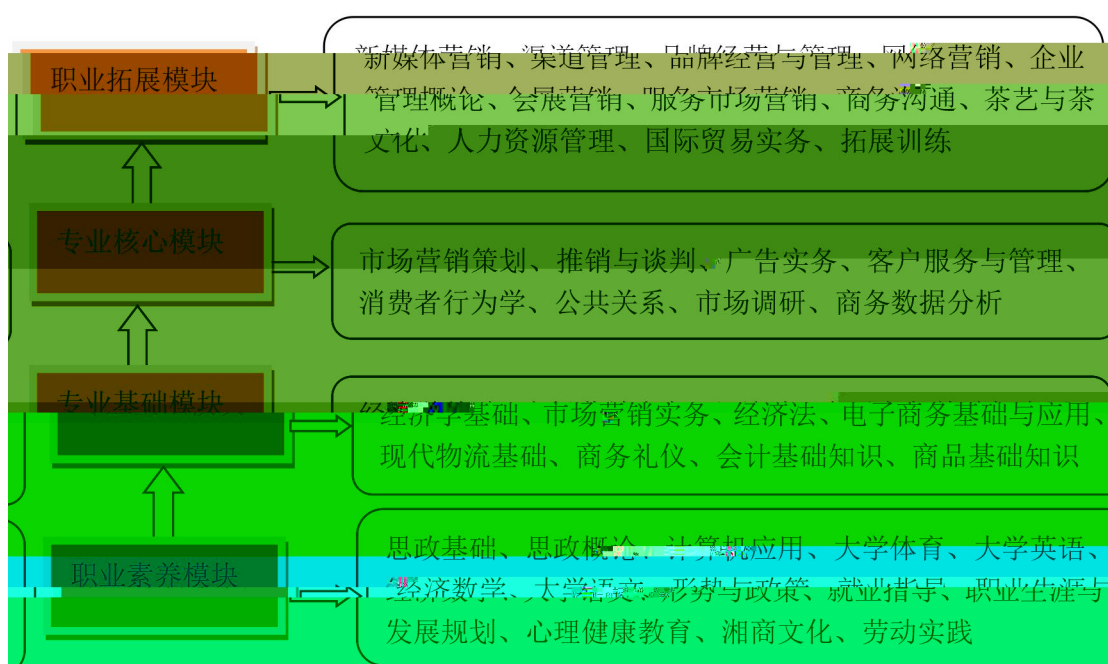 职业拓展模块
新媒体营销、渠道管理、品牌经营与管理、网络营销、企业
管理概论、会展营销、服务市场营销、商务沟通、茶艺与茶
文化、人力资源管理、国际贸易实务、拓展训练
专业核心模块
市场营销策划、推销与谈判、广告实务、客户服务与管理、
消费者行为学、公共关系、市场调研、商务数据分析
专业基础模块
经济学基础、市场营销实务、经济法、电子商务基础与应用、
现代物流基础、商务礼仪、会计基础知识、商品基础知识
职业素养模块
思政基础、思政概论、计算机应用、大学体育、大学英语、
经济数学、大学语文、形势与政策、就业指导、职业生涯与
发展规划、心理健康教育、湘商文化、劳动实践